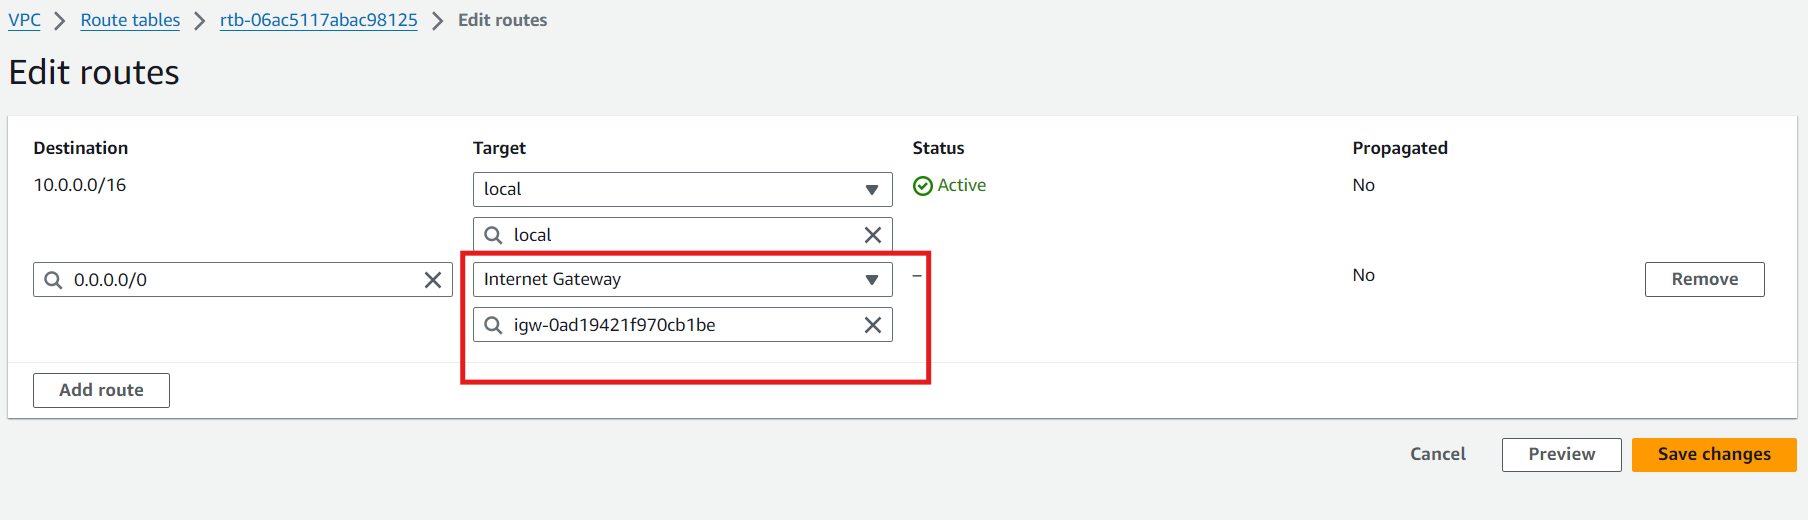 VPC > Route tables > rtb-06ac5117abac98125 > Edit routes
Edit routes
Destination Target Status Propagated
10.0.0.0/16 local Active No
local
0.0.0.0/0 Internet Gateway – No Remove
igw-0ad19421f970cb1be
Add route
Cancel Preview Save changes